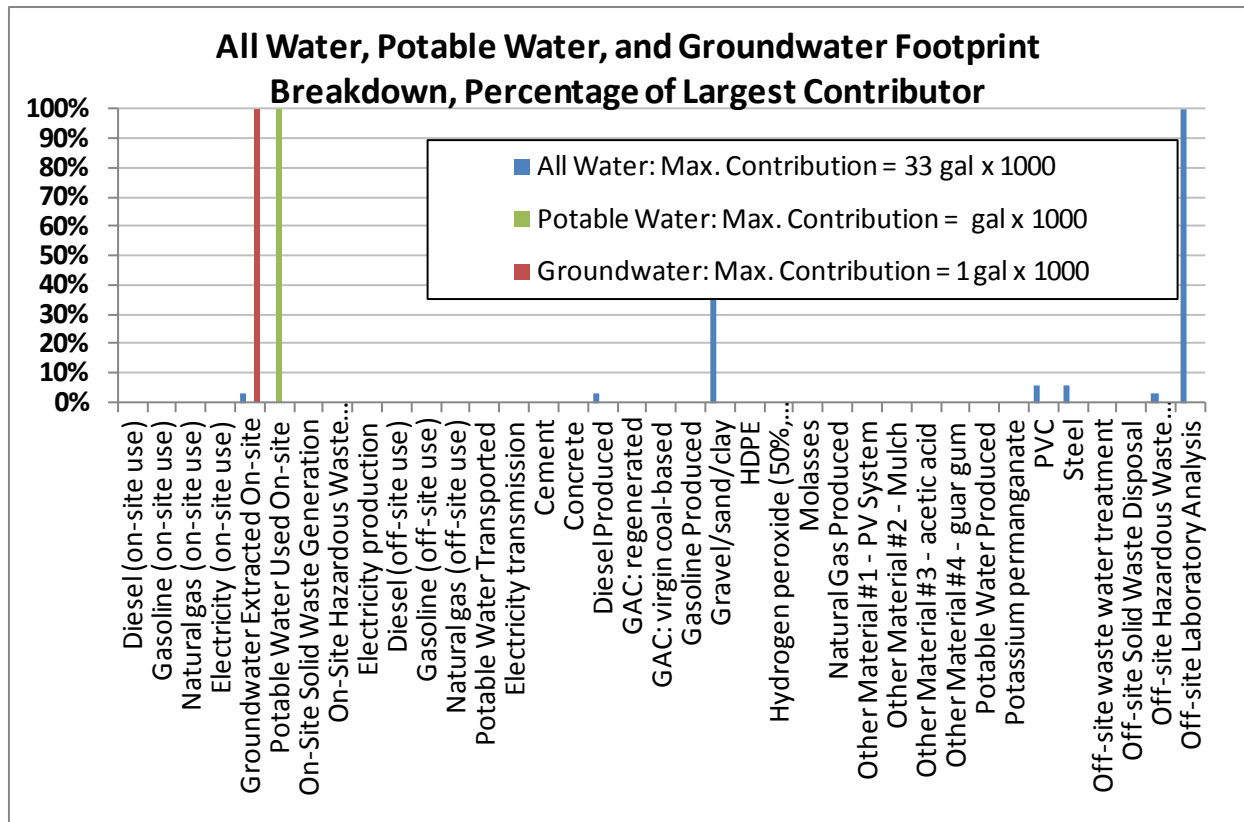 All Water, Potable Water, and Groundwater Footprint
Breakdown, Percentage of Largest Contributor
100%
90%
80%
70%
60%
50%
40%
30%
20%
10%
0%
All Water: Max. Contribution = 33 gal x 1000
Potable Water: Max. Contribution =  gal x 1000
Groundwater: Max. Contribution = 1 gal x 1000
Diesel (on-site use)
Gasoline (on-site use)
Natural gas (on-site use)
Electricity (on-site use)
Groundwater Extracted On-site
Potable Water Used On-site
On-Site Solid Waste Generation
On-Site Hazardous Waste...
Electricity production
Diesel (off-site use)
Gasoline (off-site use)
Natural gas (off-site use)
Potable Water Transported
Electricity transmission
Cement
Concrete
Diesel Produced
GAC: regenerated
GAC: virgin coal-based
Gasoline Produced
Gravel/sand/clay
HDPE
Hydrogen peroxide (50%,...
Molasses
Natural Gas Produced
Other Material #1 - PV System
Other Material #2 - Mulch
Other Material #3 - acetic acid
Other Material #4 - guar gum
Potable Water Produced
Potassium permanganate
PVC
Steel
Off-site waste water treatment
Off-site Solid Waste Disposal
Off-site Hazardous Waste...
Off-site Laboratory Analysis